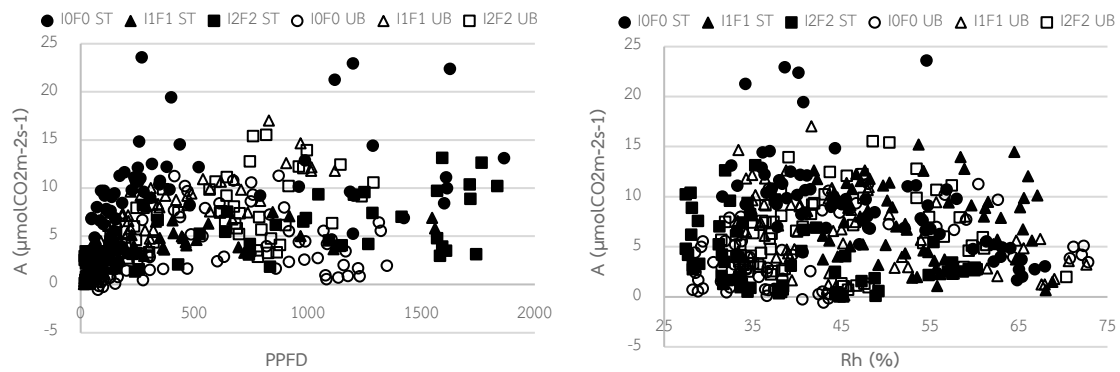 I0F0 ST I1F1 ST I2F2 ST I0F0 UB I1F1 UB I2F2 UB
25
20
15
10
5
0
-5
0 500 1000 1500 2000
A (µmolCO2m-2s-1)
PPFD
I0F0 ST I1F1 ST I2F2 ST I0F0 UB I1F1 UB I2F2 UB
25
20
15
10
5
0
-5
25 35 45 55 65 75
A (µmolCO2m-2s-1)
Rh (%)